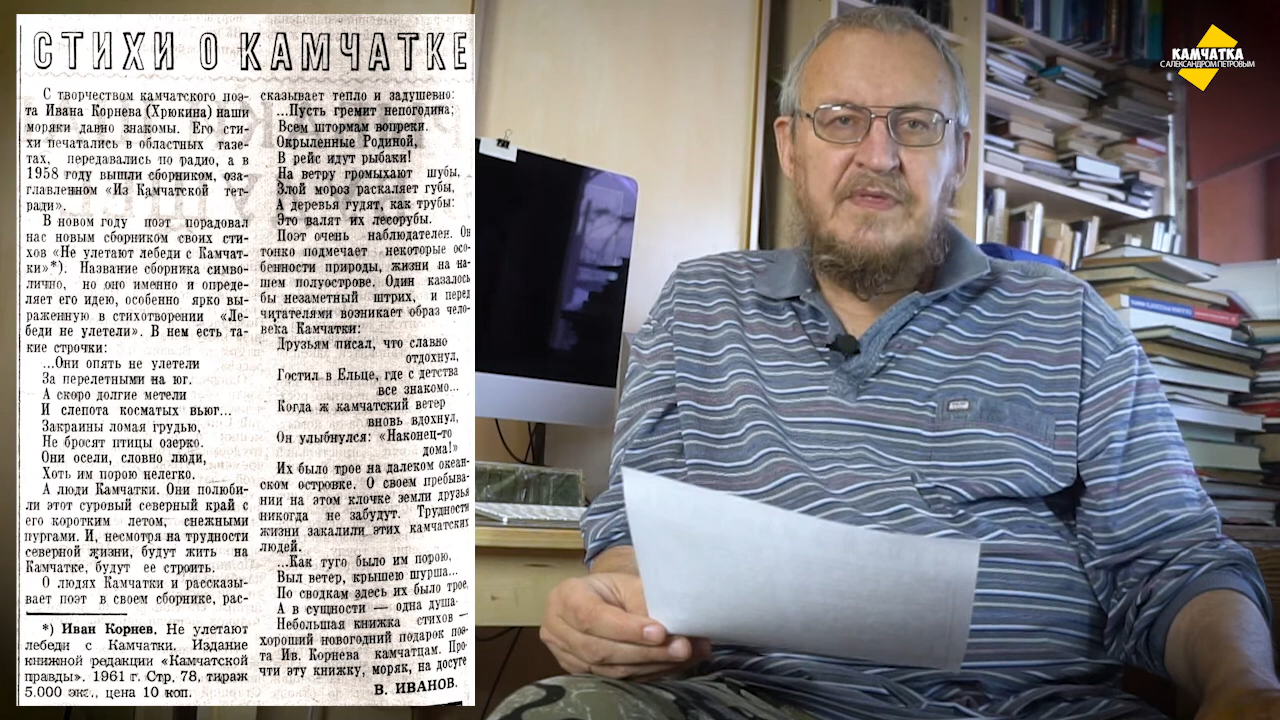 СТИХИ О КАМЧАТКЕ
С творчеством камчатского поэ-
та Ивана Корнева (Хрюкина) наши
моряки давно знакомы. Его сти-
хи печатались в областных газе-
тах, передавались по радио, а в
1958 году вышли сборником, оза-
главленном «Из Камчатской тет-
ради».
В новом году поэт порадовал
нас новым сборником своих сти-
хов «Не улетают лебеди с Камчат-
ки»*). Название сборника симво-
лично, но оно именно и опреде-
ляет его идею, особенно ярко вы-
раженную в стихотворении «Ле-
беди не улетели». В нем есть та-
кие строчки:
...Они опять не улетели
За перелетными на юг.
А скоро долгие метели
И слепота косматых вьюг...
Закраины ломая грудью,
Не бросят птицы озерко.
Они осели, словно люди,
Хоть им порою нелегко.
А люди Камчатки. Они полюби-
ли этот суровый северный край с
его коротким летом, снежными
пургами. И, несмотря на трудности
северной жизни, будут жить на
Камчатке, будут ее строить.
О людях Камчатки и рассказы-
вает поэт в своем сборнике, рас-
*) Иван Корнев. Не улетают
лебеди с Камчатки. Издание
книжной редакции «Камчатской
правды». 1961 г. Стр. 78, тираж
5.000 экз., цена 10 коп.
сказывает тепло и задушевно:
...Пусть гремит непогодина;
Всем штормам вопреки.
Окрыленные Родиной,
В рейс идут рыбаки!
На ветру громыхают шубы,
Злой мороз раскаляет губы,
А деревья гудят, как трубы:
Это валят их лесорубы.
Поэт очень наблюдателен. Он
тонко подмечает некоторые осо-
бенности природы, жизни на на-
шем полуострове. Один казалось
бы незаметный штрих, и перед
читателями возникает образ чело-
века Камчатки:
Друзьям писал, что славно
отдохнул,
Гостил в Ельце, где с детства
все знакомо...
Когда ж камчатский ветер
вновь вдохнул,
Он улыбнулся: «Наконец-то
дома!»
Их было трое на далеком океан-
ском островке. О своем пребыва-
нии на этом клочке земли друзья
никогда не забудут. Трудности
жизни закалили этих камчатских
людей.
...Как туго было им порою,
Выл ветер, крышею шурша...
По сводкам здесь их было трое,
А в сущности — одна душа.
Небольшая книжка стихов —
хороший новогодний подарок поэ-
та Ив. Корнева камчатцам. Про-
чти эту книжку, моряк, на досуге
В. ИВАНОВ.
КАМЧАТКА
С АЛЕКСАНДРОМ ПЕТРОВЫМ